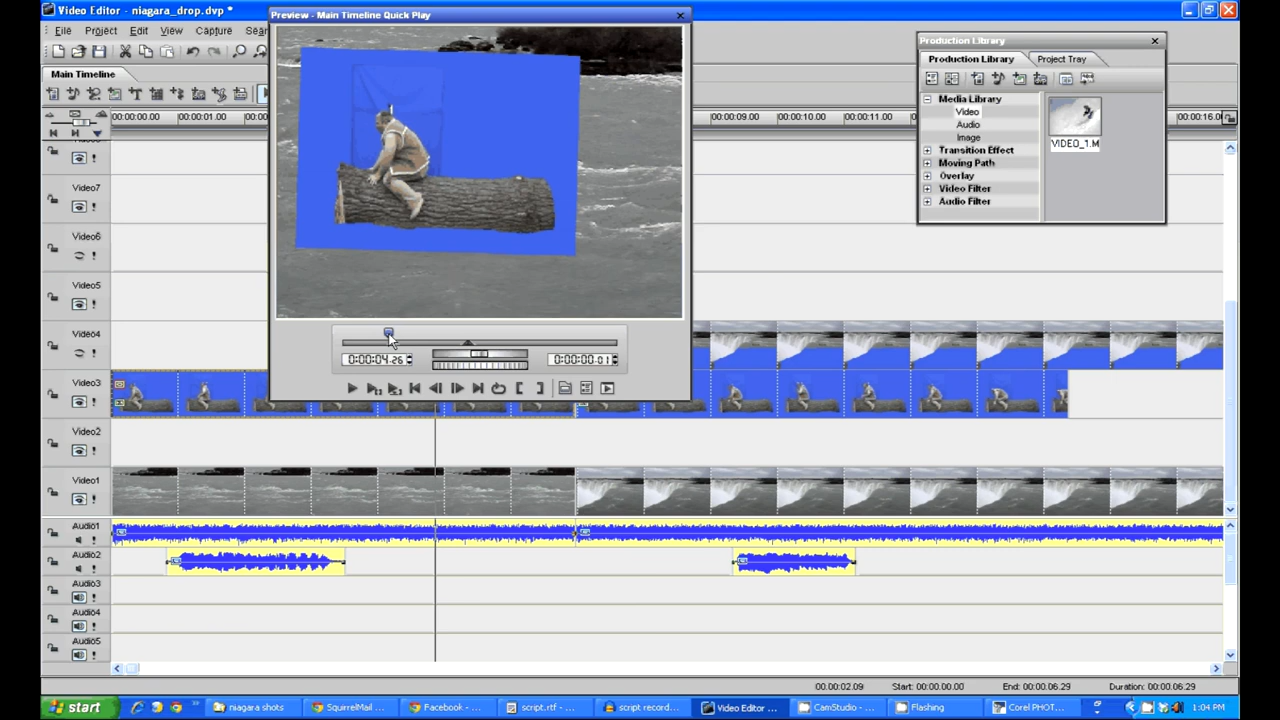 Video Editor - niagara_drop.dvp *
File Project Edit View Capture
Main Timeline
00:00:00.00 00:00:01.00
Video7
Video6
Video5
Video4
Video3
Video2
Video1
Audio1
Audio2
Audio3
Audio4
Audio5
Preview - Main Timeline Quick Play
0:00:04.26
0:00:00.01
00:00:09.00 00:00:10.00 00:00:11.00
00:00:16.0
Production Library
Production Library Project Tray
Media Library
Video
Audio
Image
Transition Effect
Moving Path
Overlay
Video Filter
Audio Filter
VIDEO_1.M
00.00.02.09 Start: 00.00.00.00 End: 00.00.06.29 Duration: 00.00.06.29
start
niagara shots
SquirrelMail ...
Facebook - ...
script.rtf - ...
script record...
Video Editor ...
CamStudio - ...
Flashing
Corel PHOT...
1:04 PM